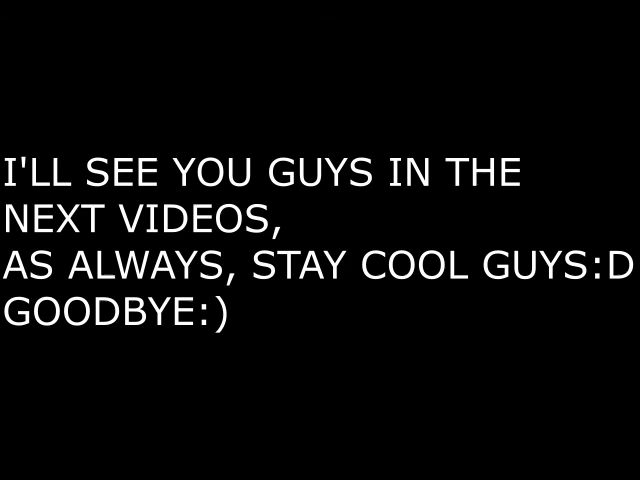 I'LL SEE YOU GUYS IN THE
NEXT VIDEOS,
AS ALWAYS, STAY COOL GUYS:D
GOODBYE:)